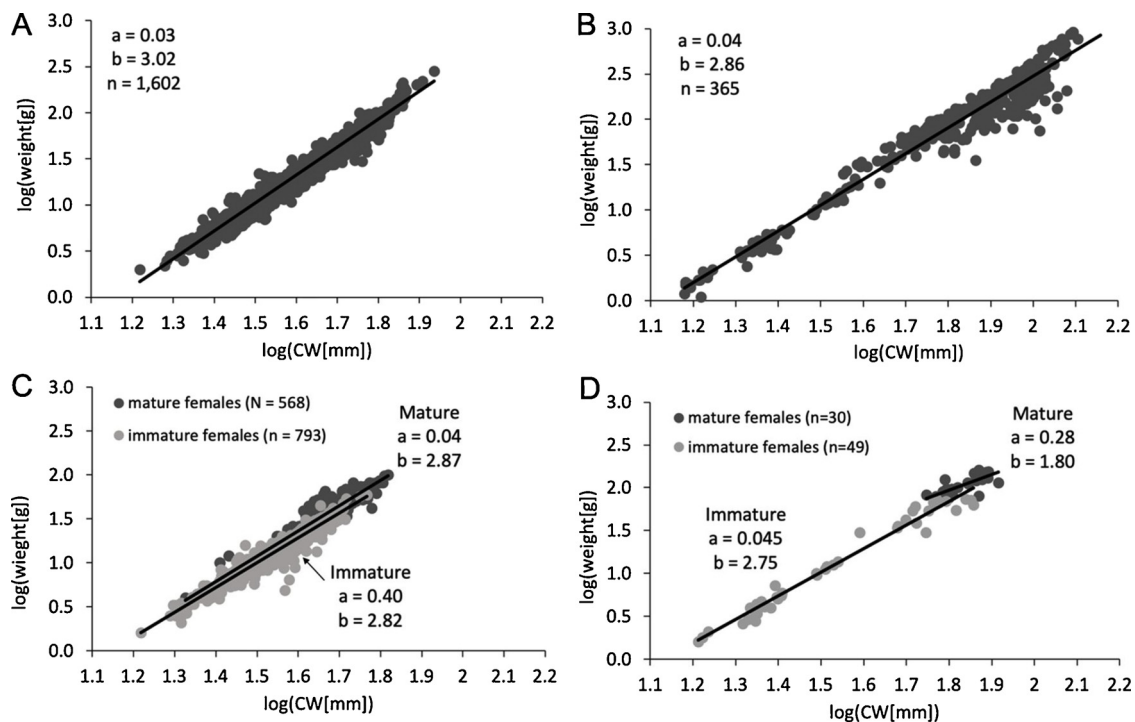 A
a = 0.03
b = 3.02
n = 1,602
log(weight[g])
3.0
2.5
2.0
1.5
1.0
0.5
0.0
1.1 1.2 1.3 1.4 1.5 1.6 1.7 1.8 1.9 2 2.1 2.2
log(CW[mm])
B
a = 0.04
b = 2.86
n = 365
log(weight[g])
3.0
2.5
2.0
1.5
1.0
0.5
0.0
1.1 1.2 1.3 1.4 1.5 1.6 1.7 1.8 1.9 2 2.1 2.2
log(CW[mm])
C
mature females (N = 568)
immature females (n = 793)
Mature
a = 0.04
b = 2.87
Immature
a = 0.40
b = 2.82
log(wieght[g])
3.0
2.5
2.0
1.5
1.0
0.5
0.0
1.1 1.2 1.3 1.4 1.5 1.6 1.7 1.8 1.9 2 2.1 2.2
log(CW[mm])
D
mature females (n=30)
immature females (n=49)
Mature
a = 0.28
b = 1.80
Immature
a = 0.045
b = 2.75
log(weight[g])
3.0
2.5
2.0
1.5
1.0
0.5
0.0
1.1 1.2 1.3 1.4 1.5 1.6 1.7 1.8 1.9 2 2.1 2.2
log(CW[mm])